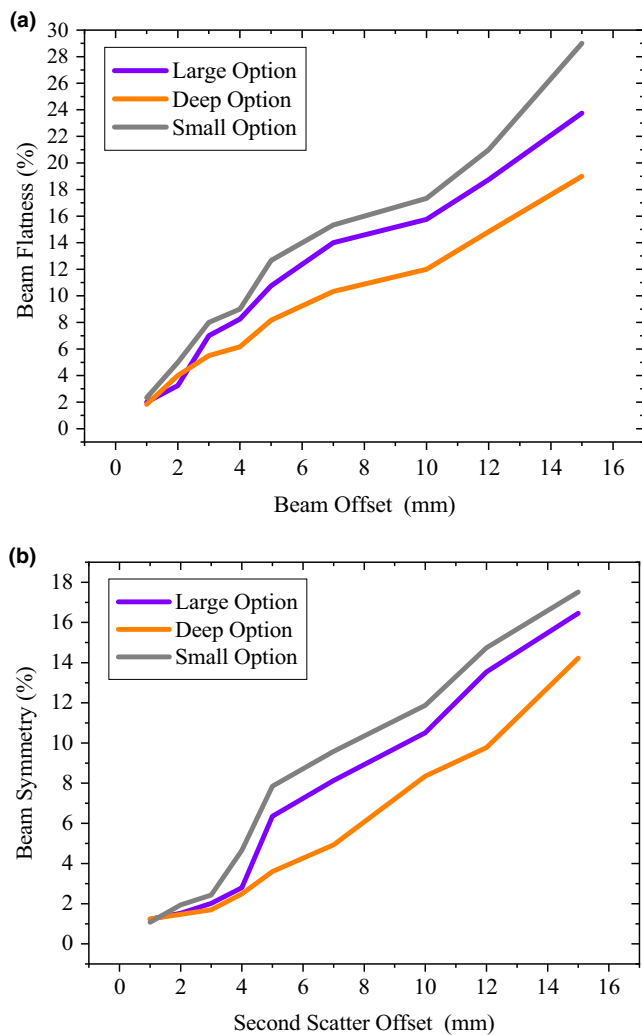 (a)
30
28
26
24
22
20
18
16
14
12
10
8
6
4
2
0
Beam Flatness (%)
Large Option
Deep Option
Small Option
0 2 4 6 8 10 12 14 16
Beam Offset (mm)
(b)
18
16
14
12
10
8
6
4
2
0
Beam Symmetry (%)
Large Option
Deep Option
Small Option
0 2 4 6 8 10 12 14 16
Second Scatter Offset (mm)